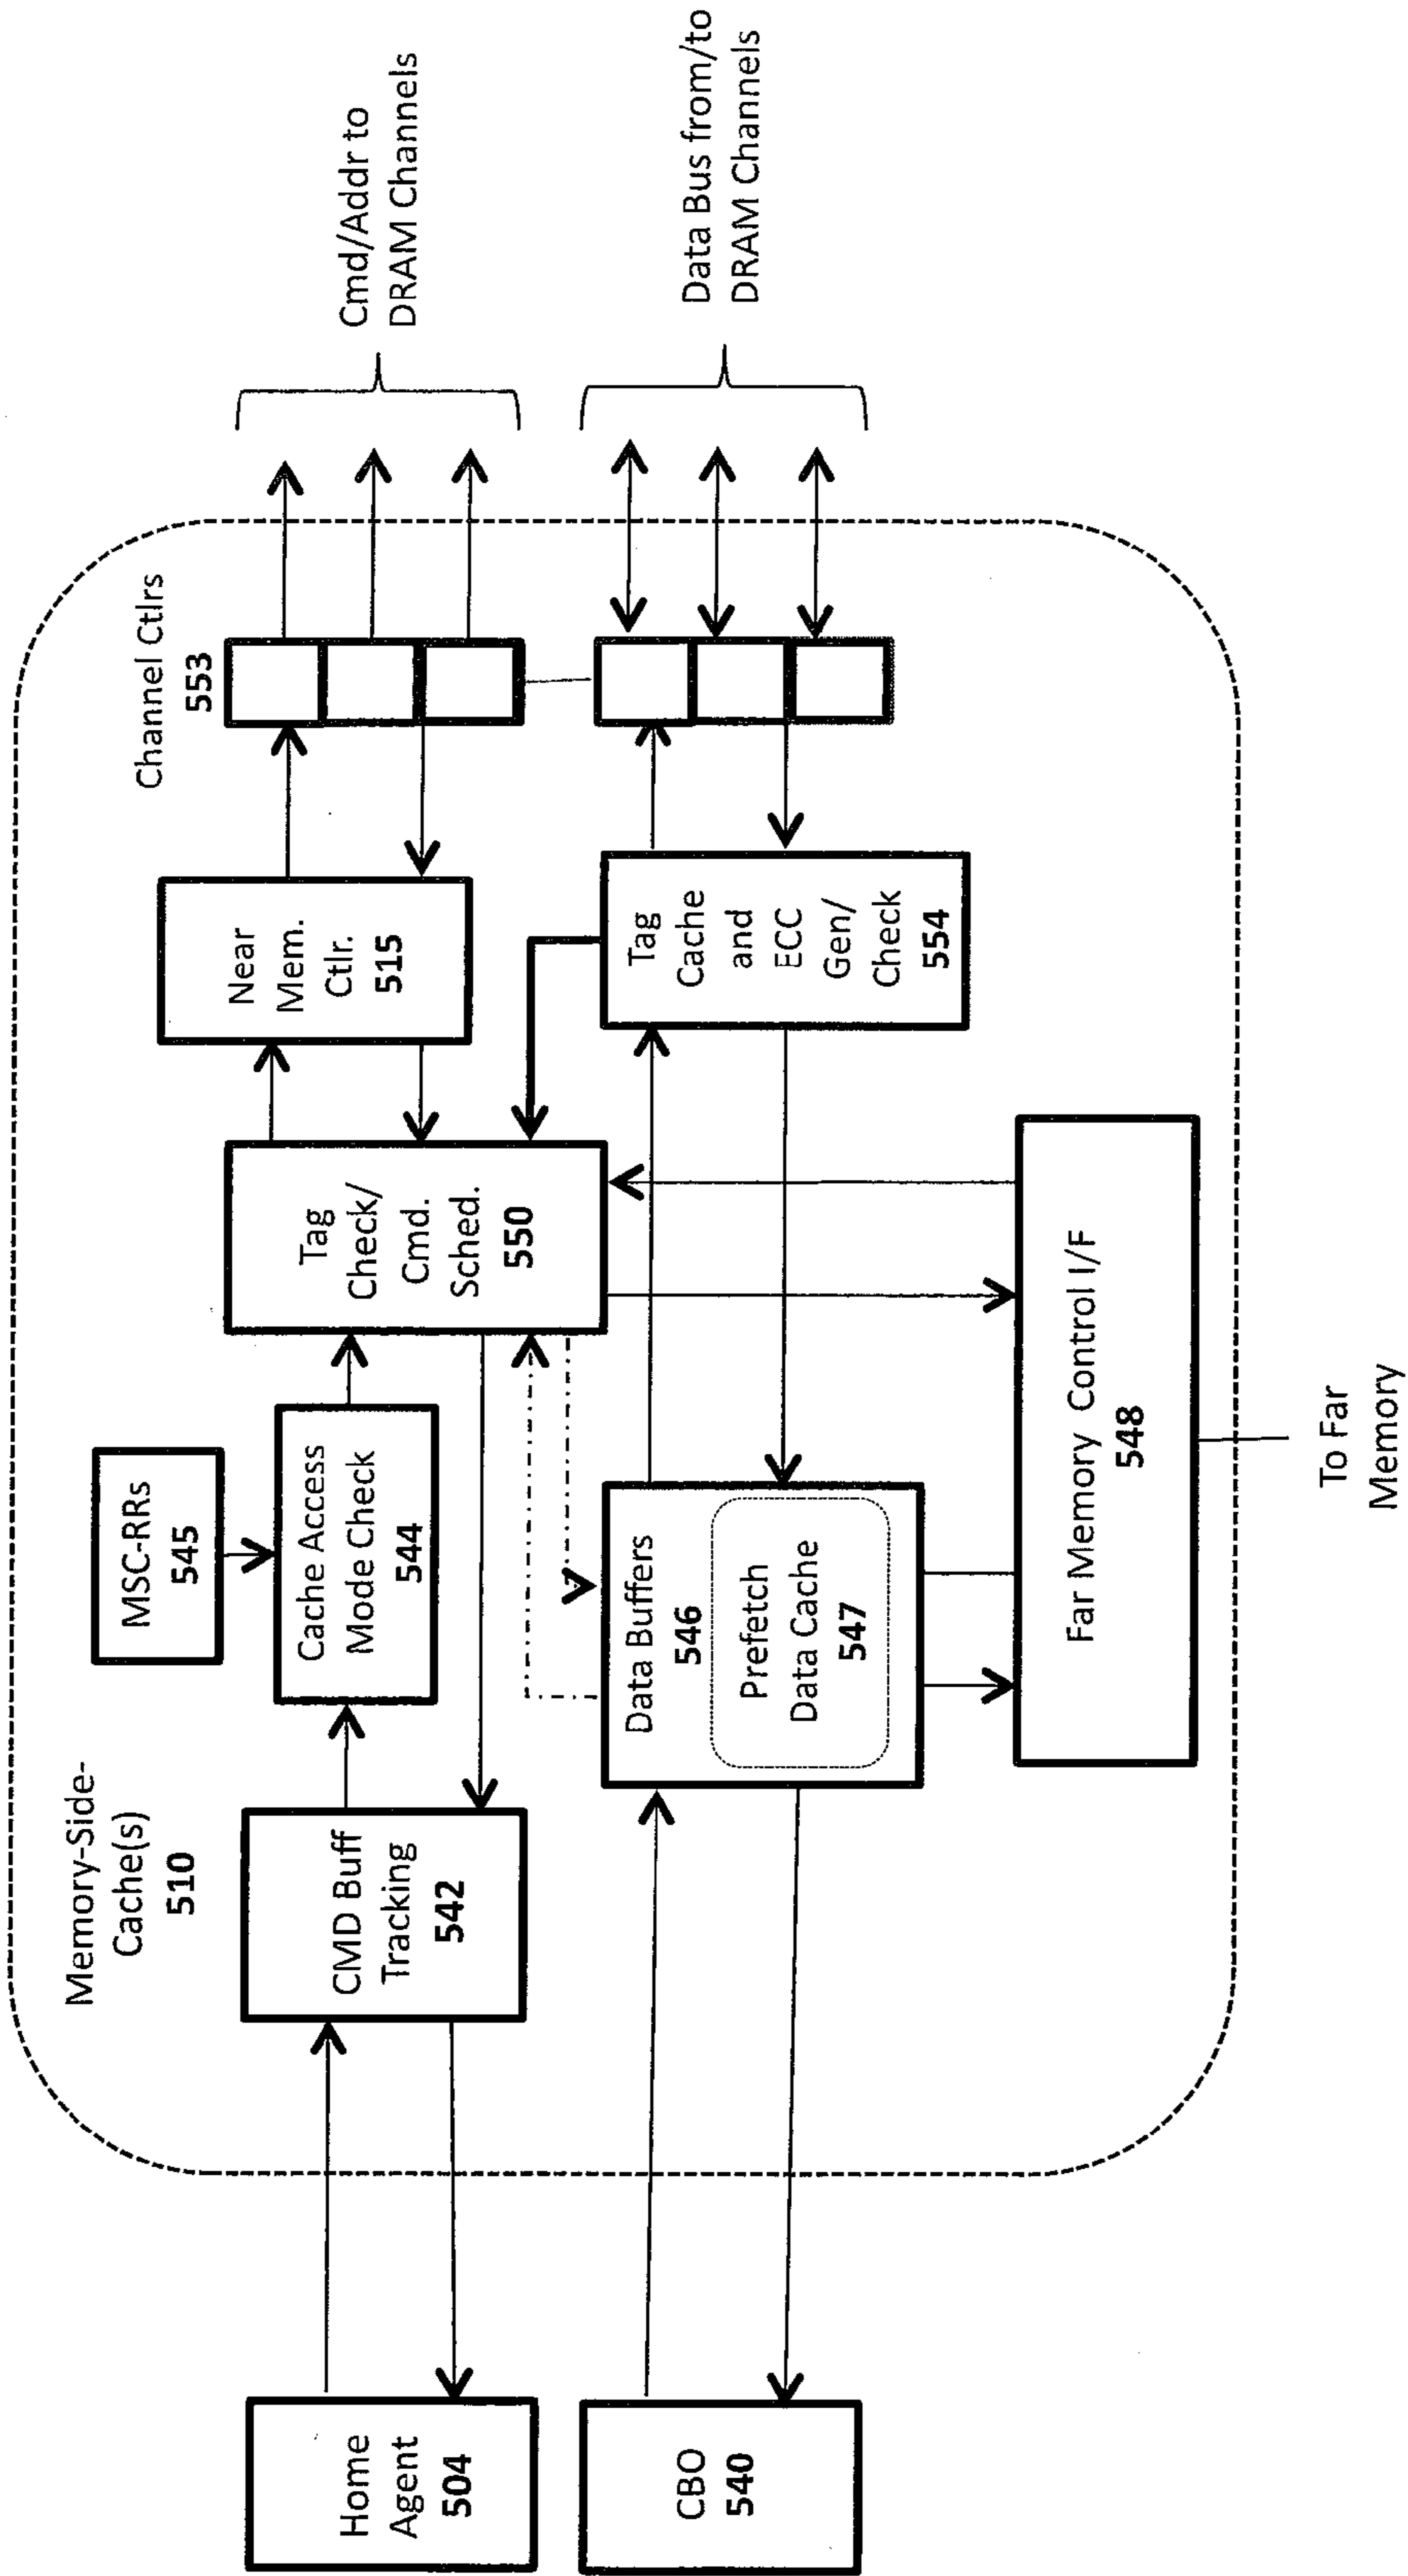 Memory-Side-
Cache(s)
510
MSC-RRs
545
Channel Ctlrs
553
Home
Agent
504
CMD Buff
Tracking
542
Cache Access
Mode Check
544
Tag
Check/
Cmd.
Sched.
550
Near
Mem.
Ctlr.
515
Cmd/Addr to
DRAM Channels
CBO
540
Data Buffers
546
Prefetch
Data Cache
547
Tag
Cache
and
ECC
Gen/
Check
554
Data Bus from/to
DRAM Channels
Far Memory Control I/F
548
To Far
Memory